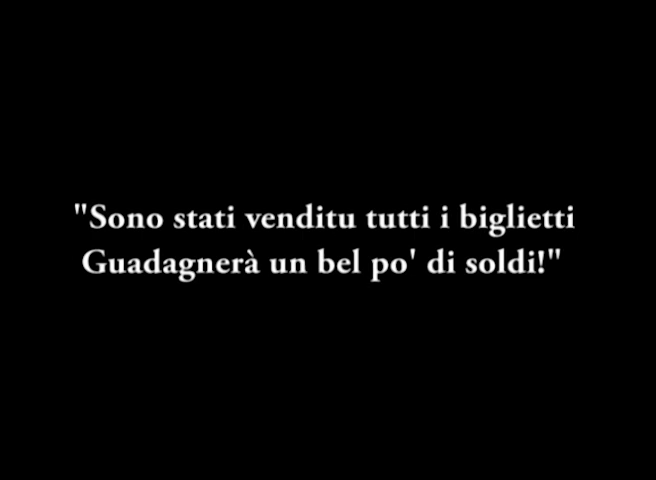 "Sono stati venditu tutti i biglietti
Guadagnerà un bel po' di soldi!"